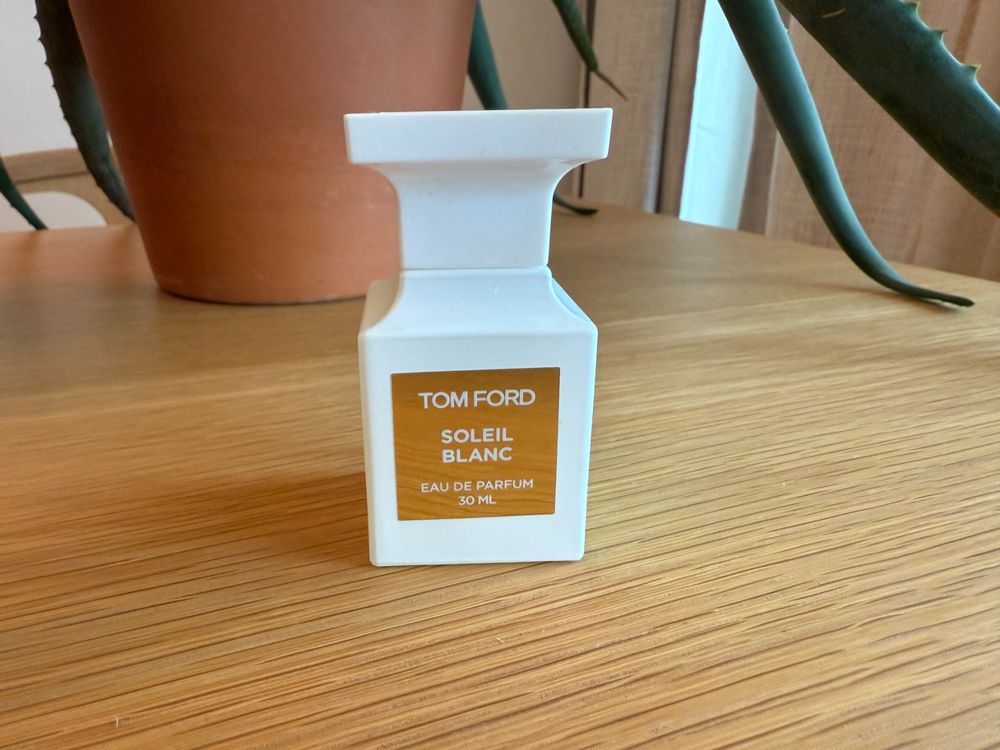 TOM FORD
SOLEIL
BLANC
EAU DE PARFUM
30 ML